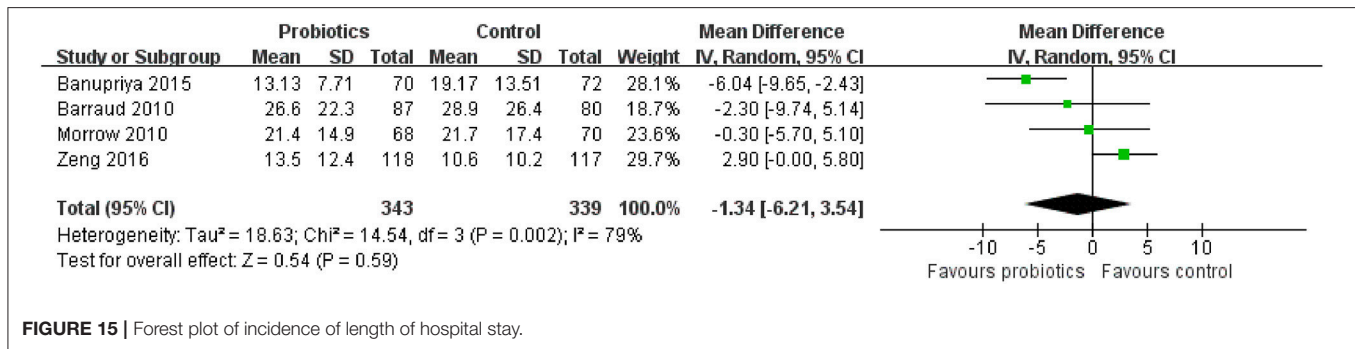 Probiotics Control Mean Difference Mean Difference
Study or Subgroup Mean SD Total Mean SD Total Weight IV, Random, 95% CI IV, Random, 95% CI
Banupriya 2015 13.13 7.71 70 19.17 13.51 72 28.1% -6.04 [-9.65, -2.43]
Barraud 2010 26.6 22.3 87 28.9 26.4 80 18.7% -2.30 [-9.74, 5.14]
Morrow 2010 21.4 14.9 68 21.7 17.4 70 23.6% -0.30 [-5.70, 5.10]
Zeng 2016 13.5 12.4 118 10.6 10.2 117 29.7% 2.90 [-0.00, 5.80]
Total (95% CI) 343 339 100.0% -1.34 [-6.21, 3.54]
Heterogeneity: Tau² = 18.63; Chi² = 14.54, df = 3 (P = 0.002); I² = 79%
Test for overall effect: Z = 0.54 (P = 0.59)
-10 -5 0 5 10
Favours probiotics Favours control
FIGURE 15 | Forest plot of incidence of length of hospital stay.